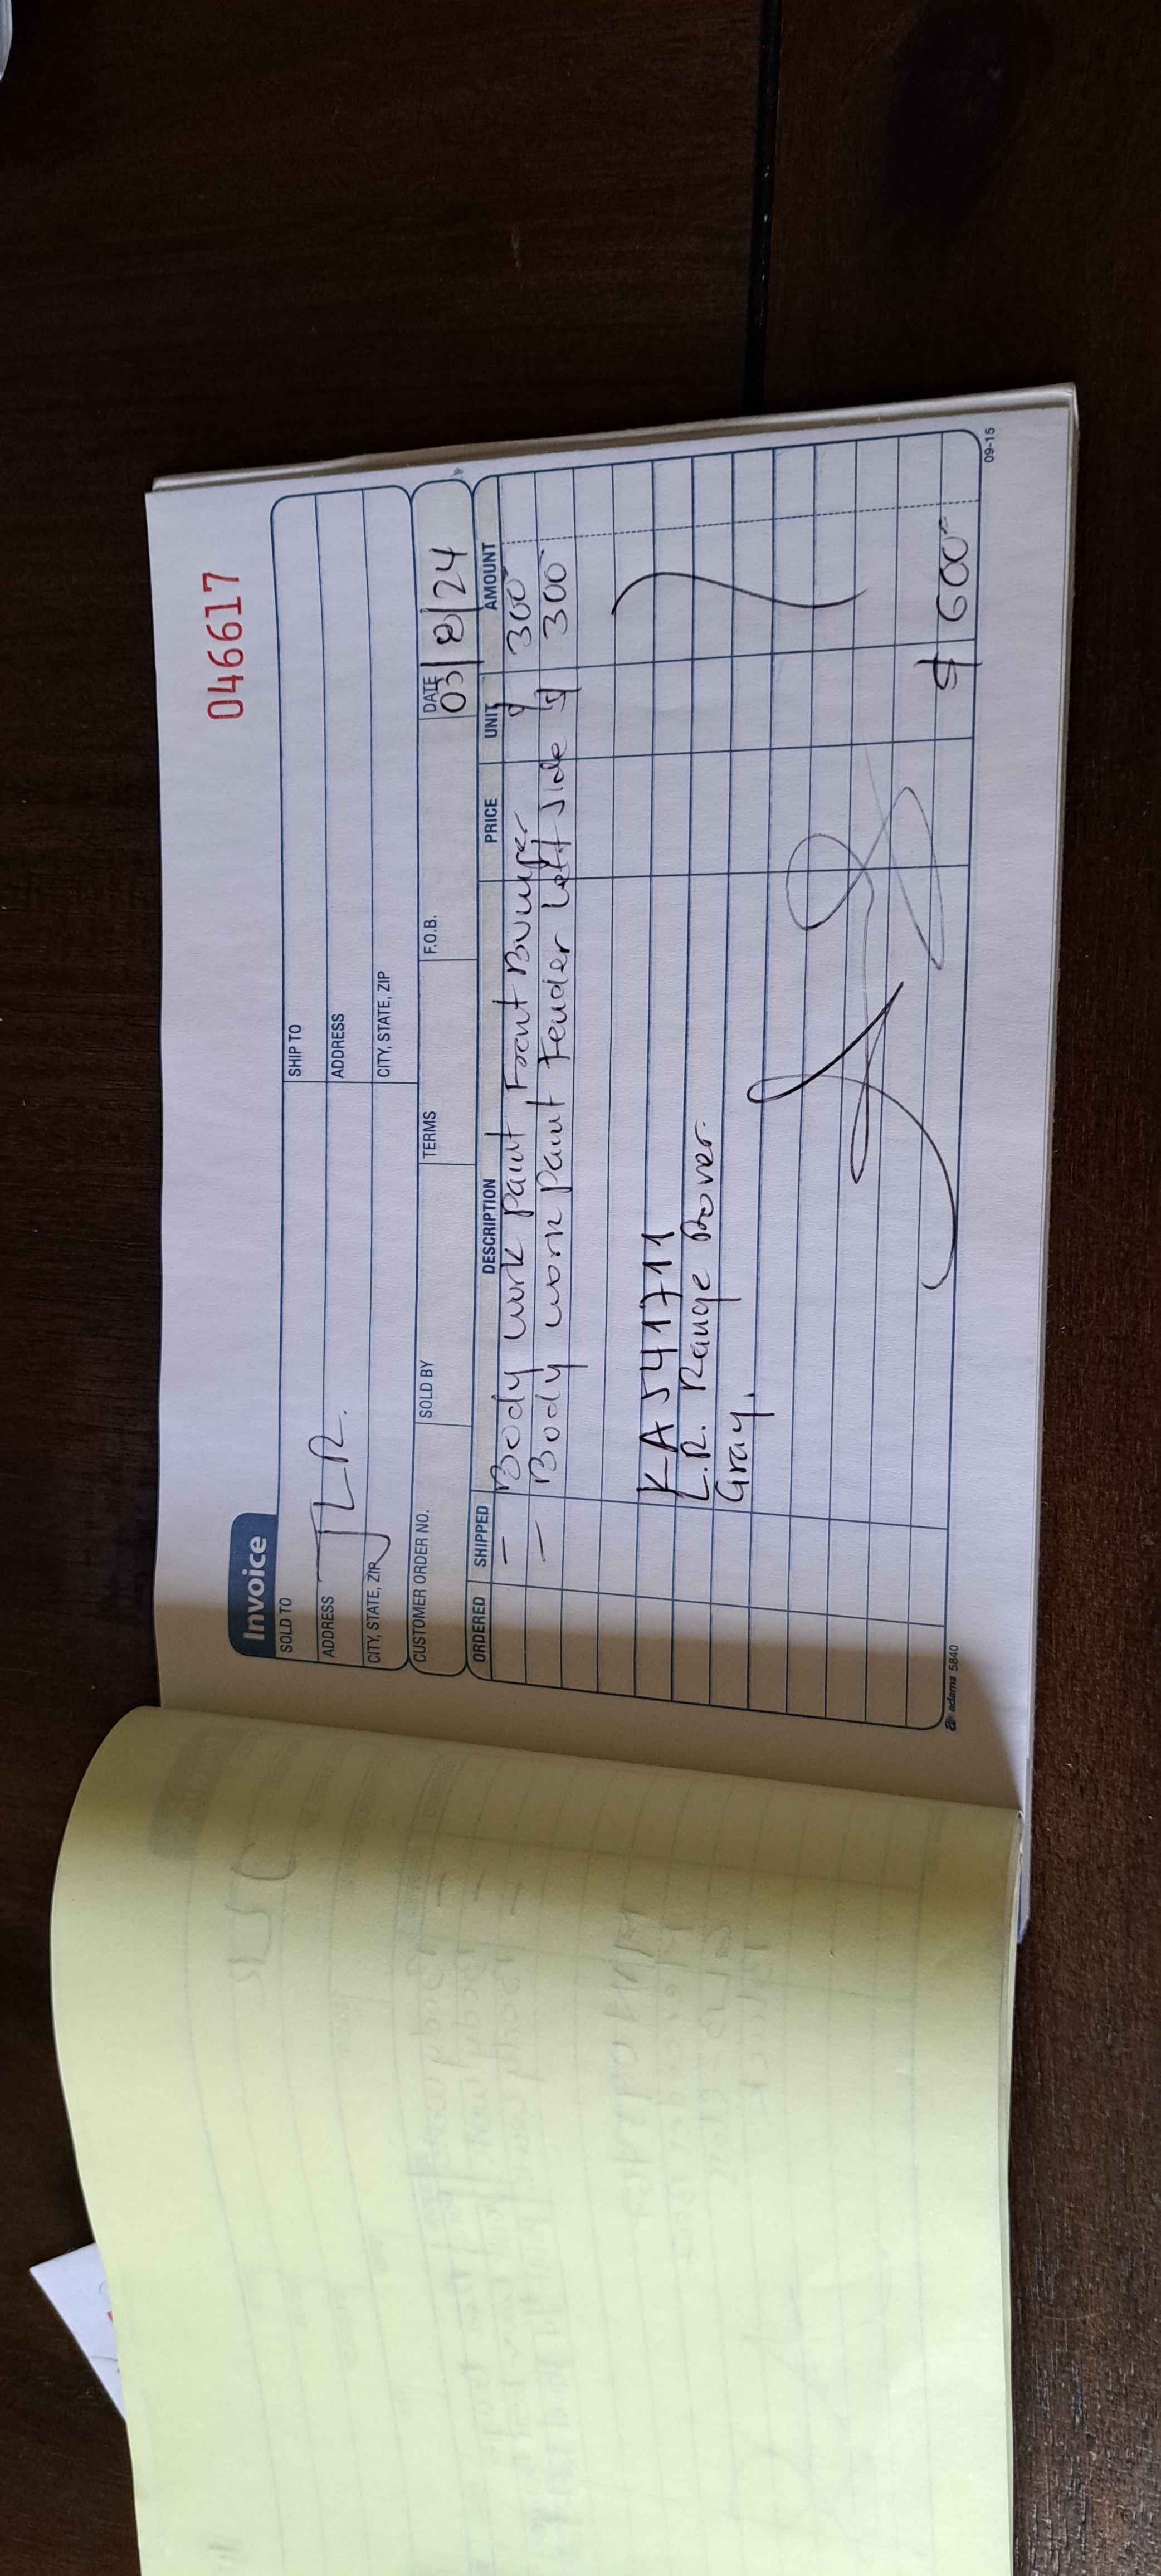 046617
Invoice
SOLD TO SHIP TO
JLR.
ADDRESS ADDRESS
CITY, STATE, ZIP CITY, STATE, ZIP
CUSTOMER ORDER NO. SOLD BY TERMS F.O.B. DATE
03/8/24
ORDERED SHIPPED DESCRIPTION PRICE UNIT AMOUNT
— Body work paint Front Bumper $ 300
— Body work paint Fender Left side $ 300
KA541711
L.R. Range Rover.
Gray.
$ 600
adams 5840 09-15